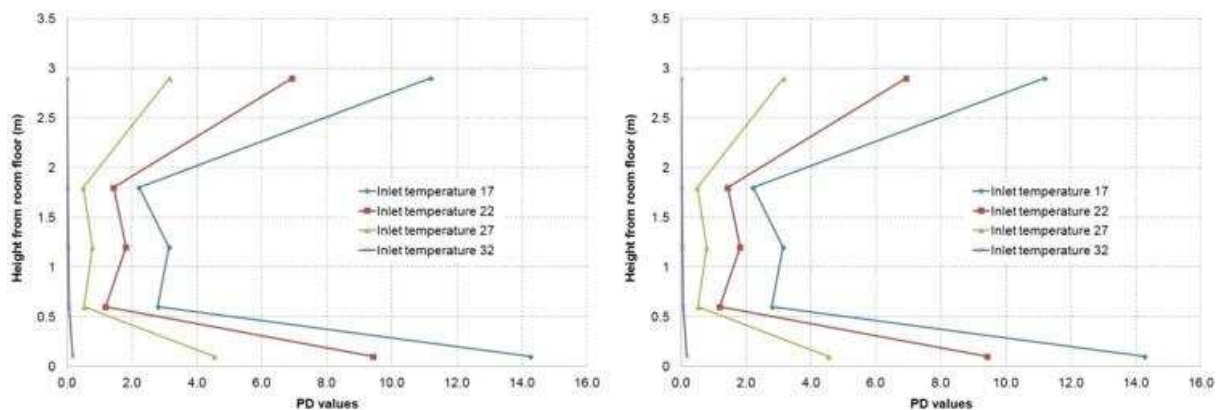 3.5
3
2.5
2
1.5
1
0.5
0
Height from room floor (m)
Inlet temperature 17
Inlet temperature 22
Inlet temperature 27
Inlet temperature 32
0.0 2.0 4.0 6.0 8.0 10.0 12.0 14.0 16.0
PD values
3.5
3
2.5
2
1.5
1
0.5
0
Height from room floor (m)
Inlet temperature 17
Inlet temperature 22
Inlet temperature 27
Inlet temperature 32
0.0 2.0 4.0 6.0 8.0 10.0 12.0 14.0 16.0
PD values